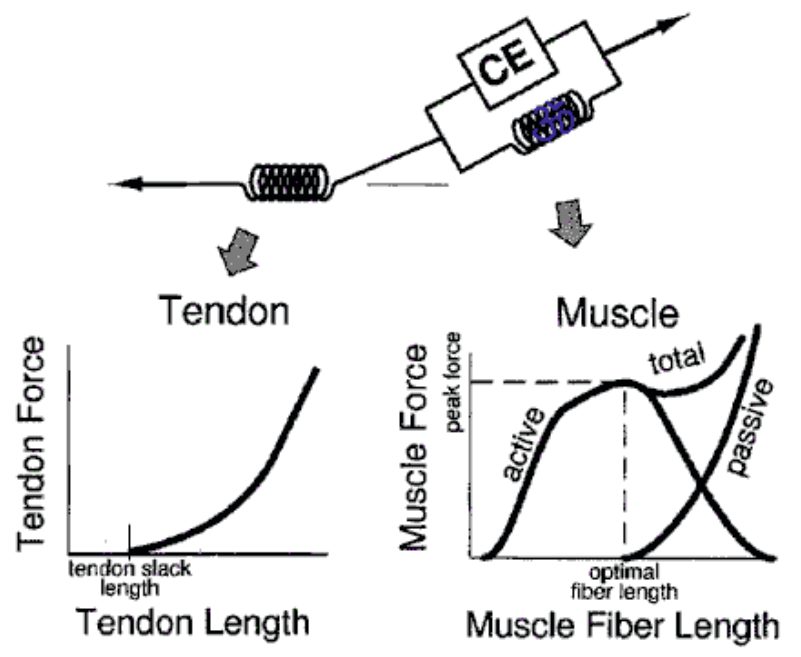 CE
Tendon
Muscle
Tendon Force
tendon slack
length
Tendon Length
Muscle Force
peak force
active
total
passive
optimal
fiber length
Muscle Fiber Length